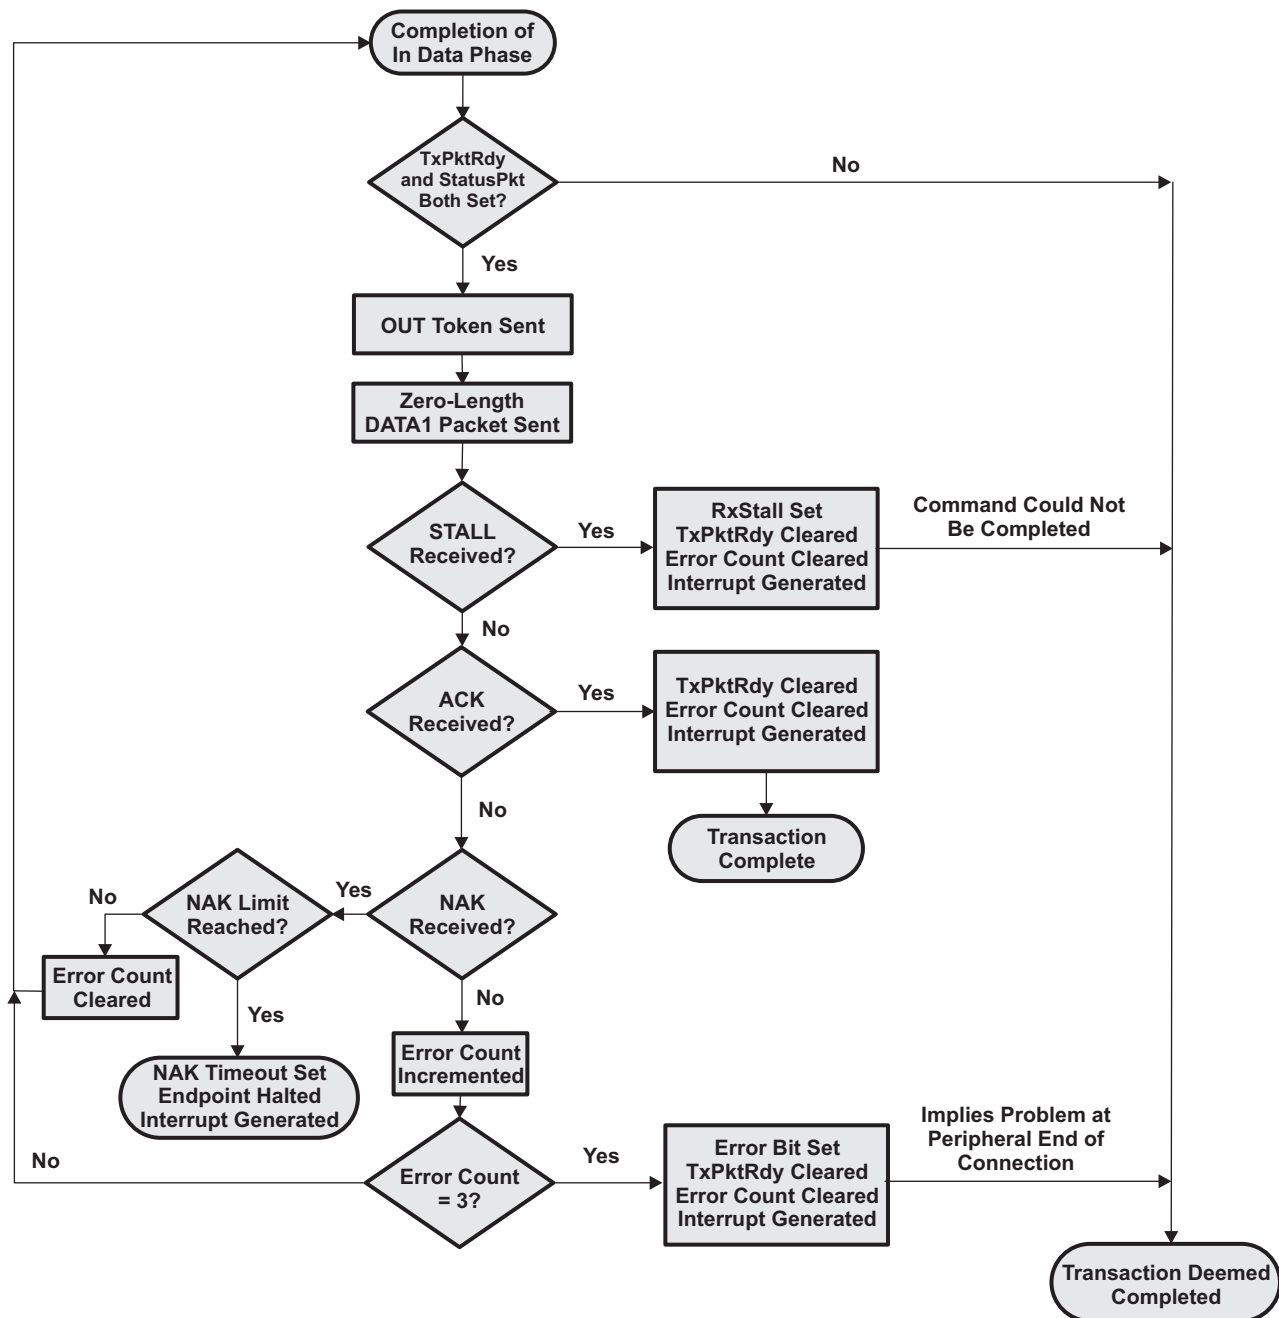 Completion of
In Data Phase
TxPktRdy
and StatusPkt
Both Set?
No
Yes
OUT Token Sent
Zero-Length
DATA1 Packet Sent
STALL
Received?
Yes
RxStall Set
TxPktRdy Cleared
Error Count Cleared
Interrupt Generated
Command Could Not
Be Completed
No
ACK
Received?
Yes
TxPktRdy Cleared
Error Count Cleared
Interrupt Generated
No
Transaction
Complete
NAK
Received?
Yes
NAK Limit
Reached?
No
Error Count
Cleared
Yes
NAK Timeout Set
Endpoint Halted
Interrupt Generated
No
Error Count
Incremented
Error Count
= 3?
No
Yes
Error Bit Set
TxPktRdy Cleared
Error Count Cleared
Interrupt Generated
Implies Problem at
Peripheral End of
Connection
Transaction Deemed
Completed